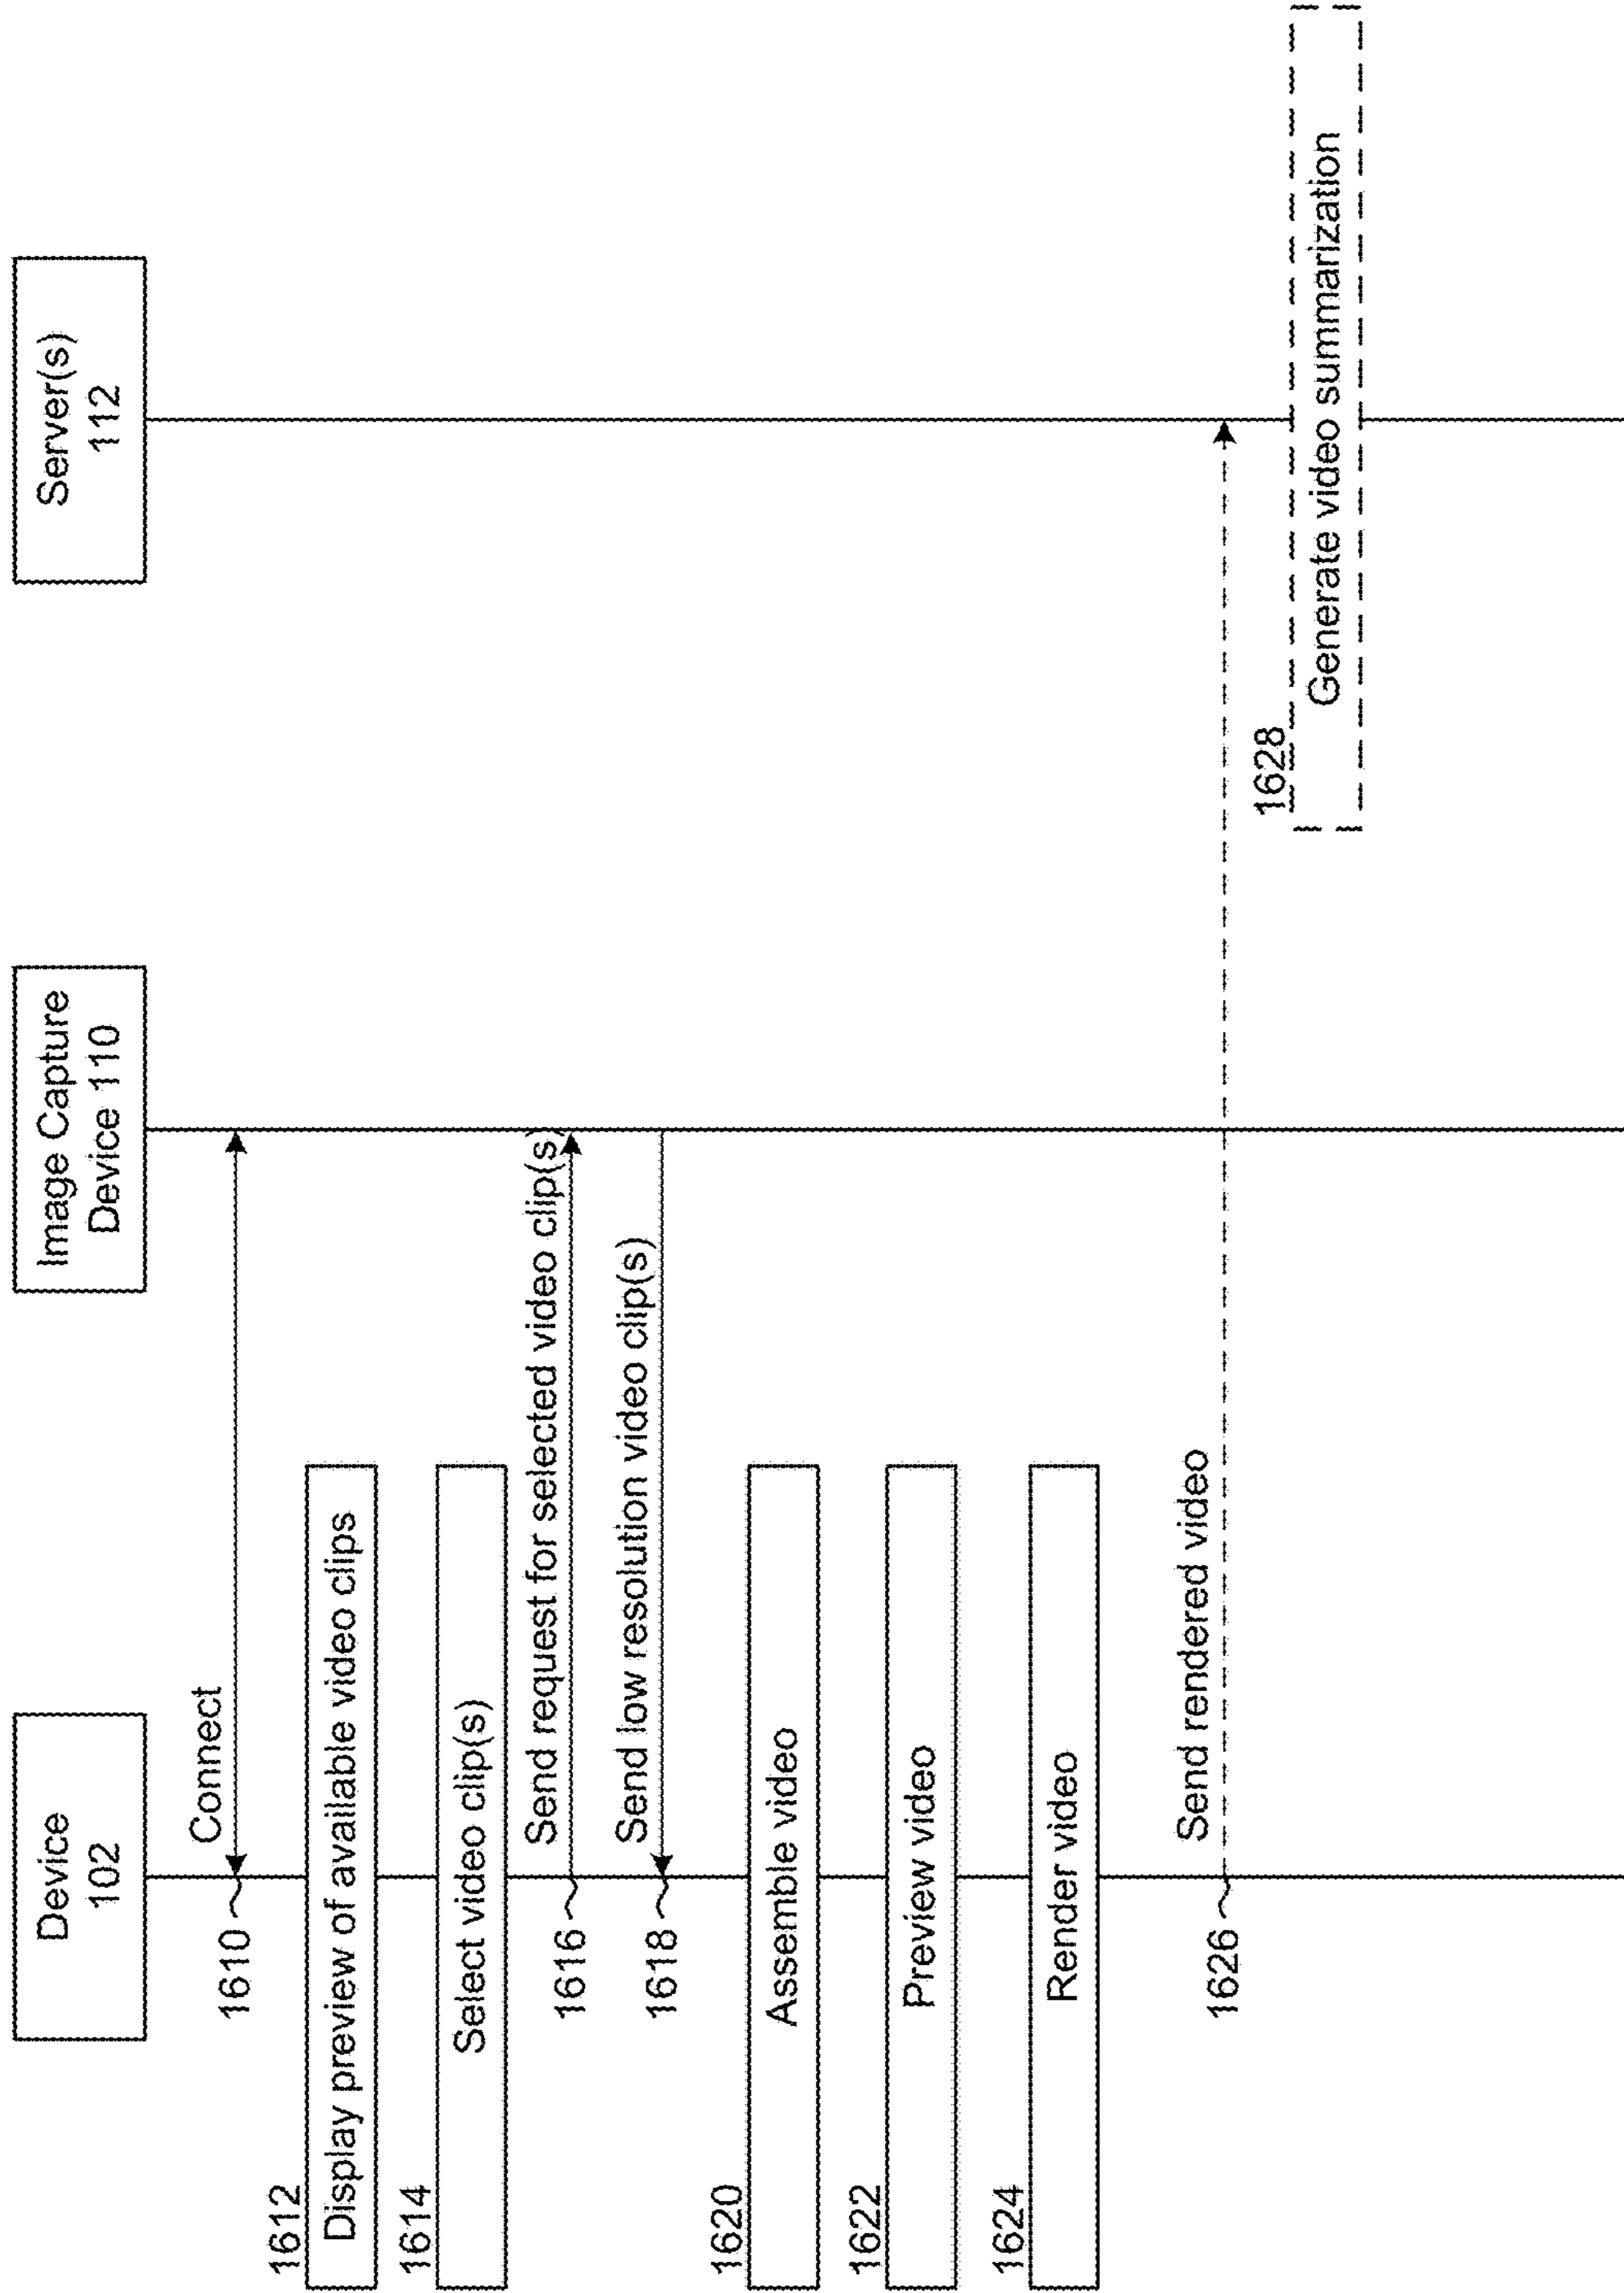 Device
102
Image Capture
Device 110
Server(s)
112
Connect
1610
1612
Display preview of available video clips
1614
Select video clip(s)
Send request for selected video clip(s)
1616
Send low resolution video clip(s)
1618
1620
Assemble video
1622
Preview video
1624
Render video
Send rendered video
1626
1628
Generate video summarization